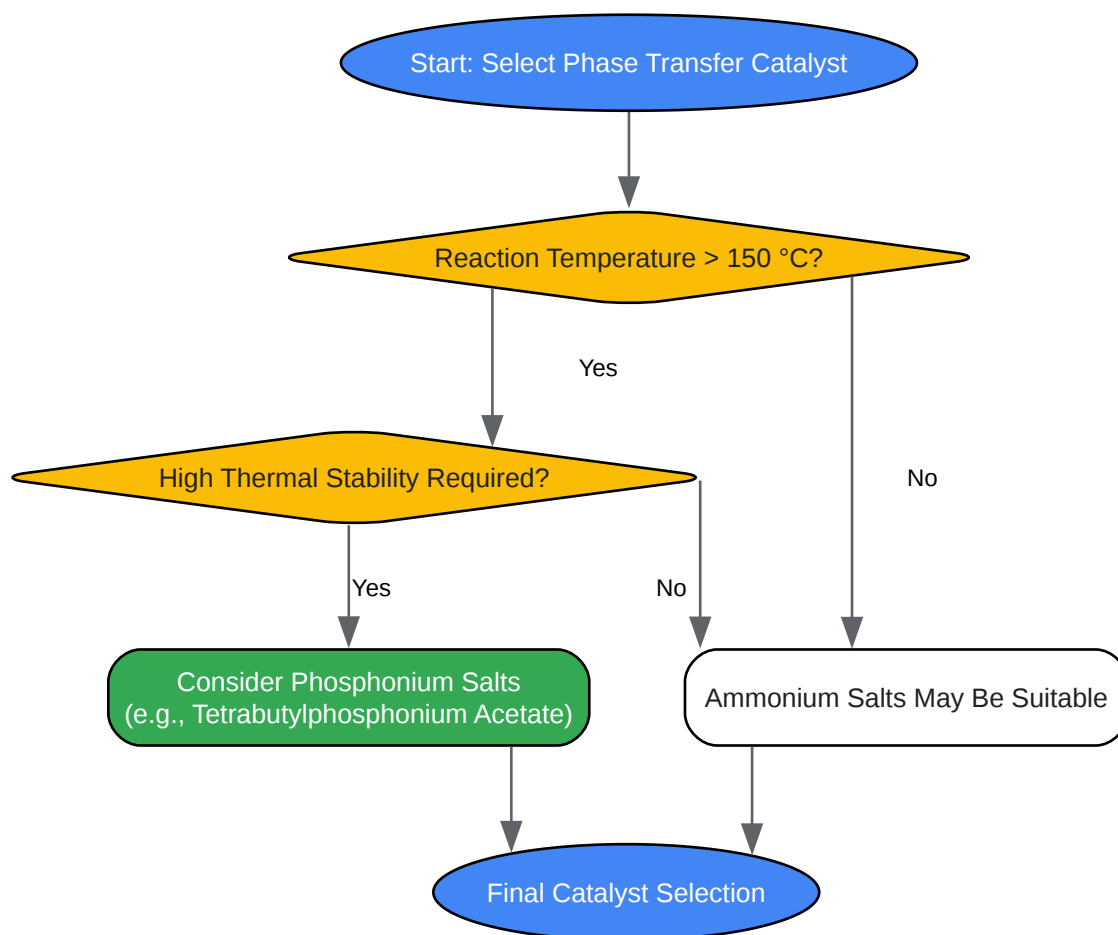 Start: Select Phase Transfer Catalyst
Reaction Temperature > 150 °C?
Yes
High Thermal Stability Required?
No
Yes
No
Consider Phosphonium Salts
(e.g., Tetrabutylphosphonium Acetate)
Ammonium Salts May Be Suitable
Final Catalyst Selection